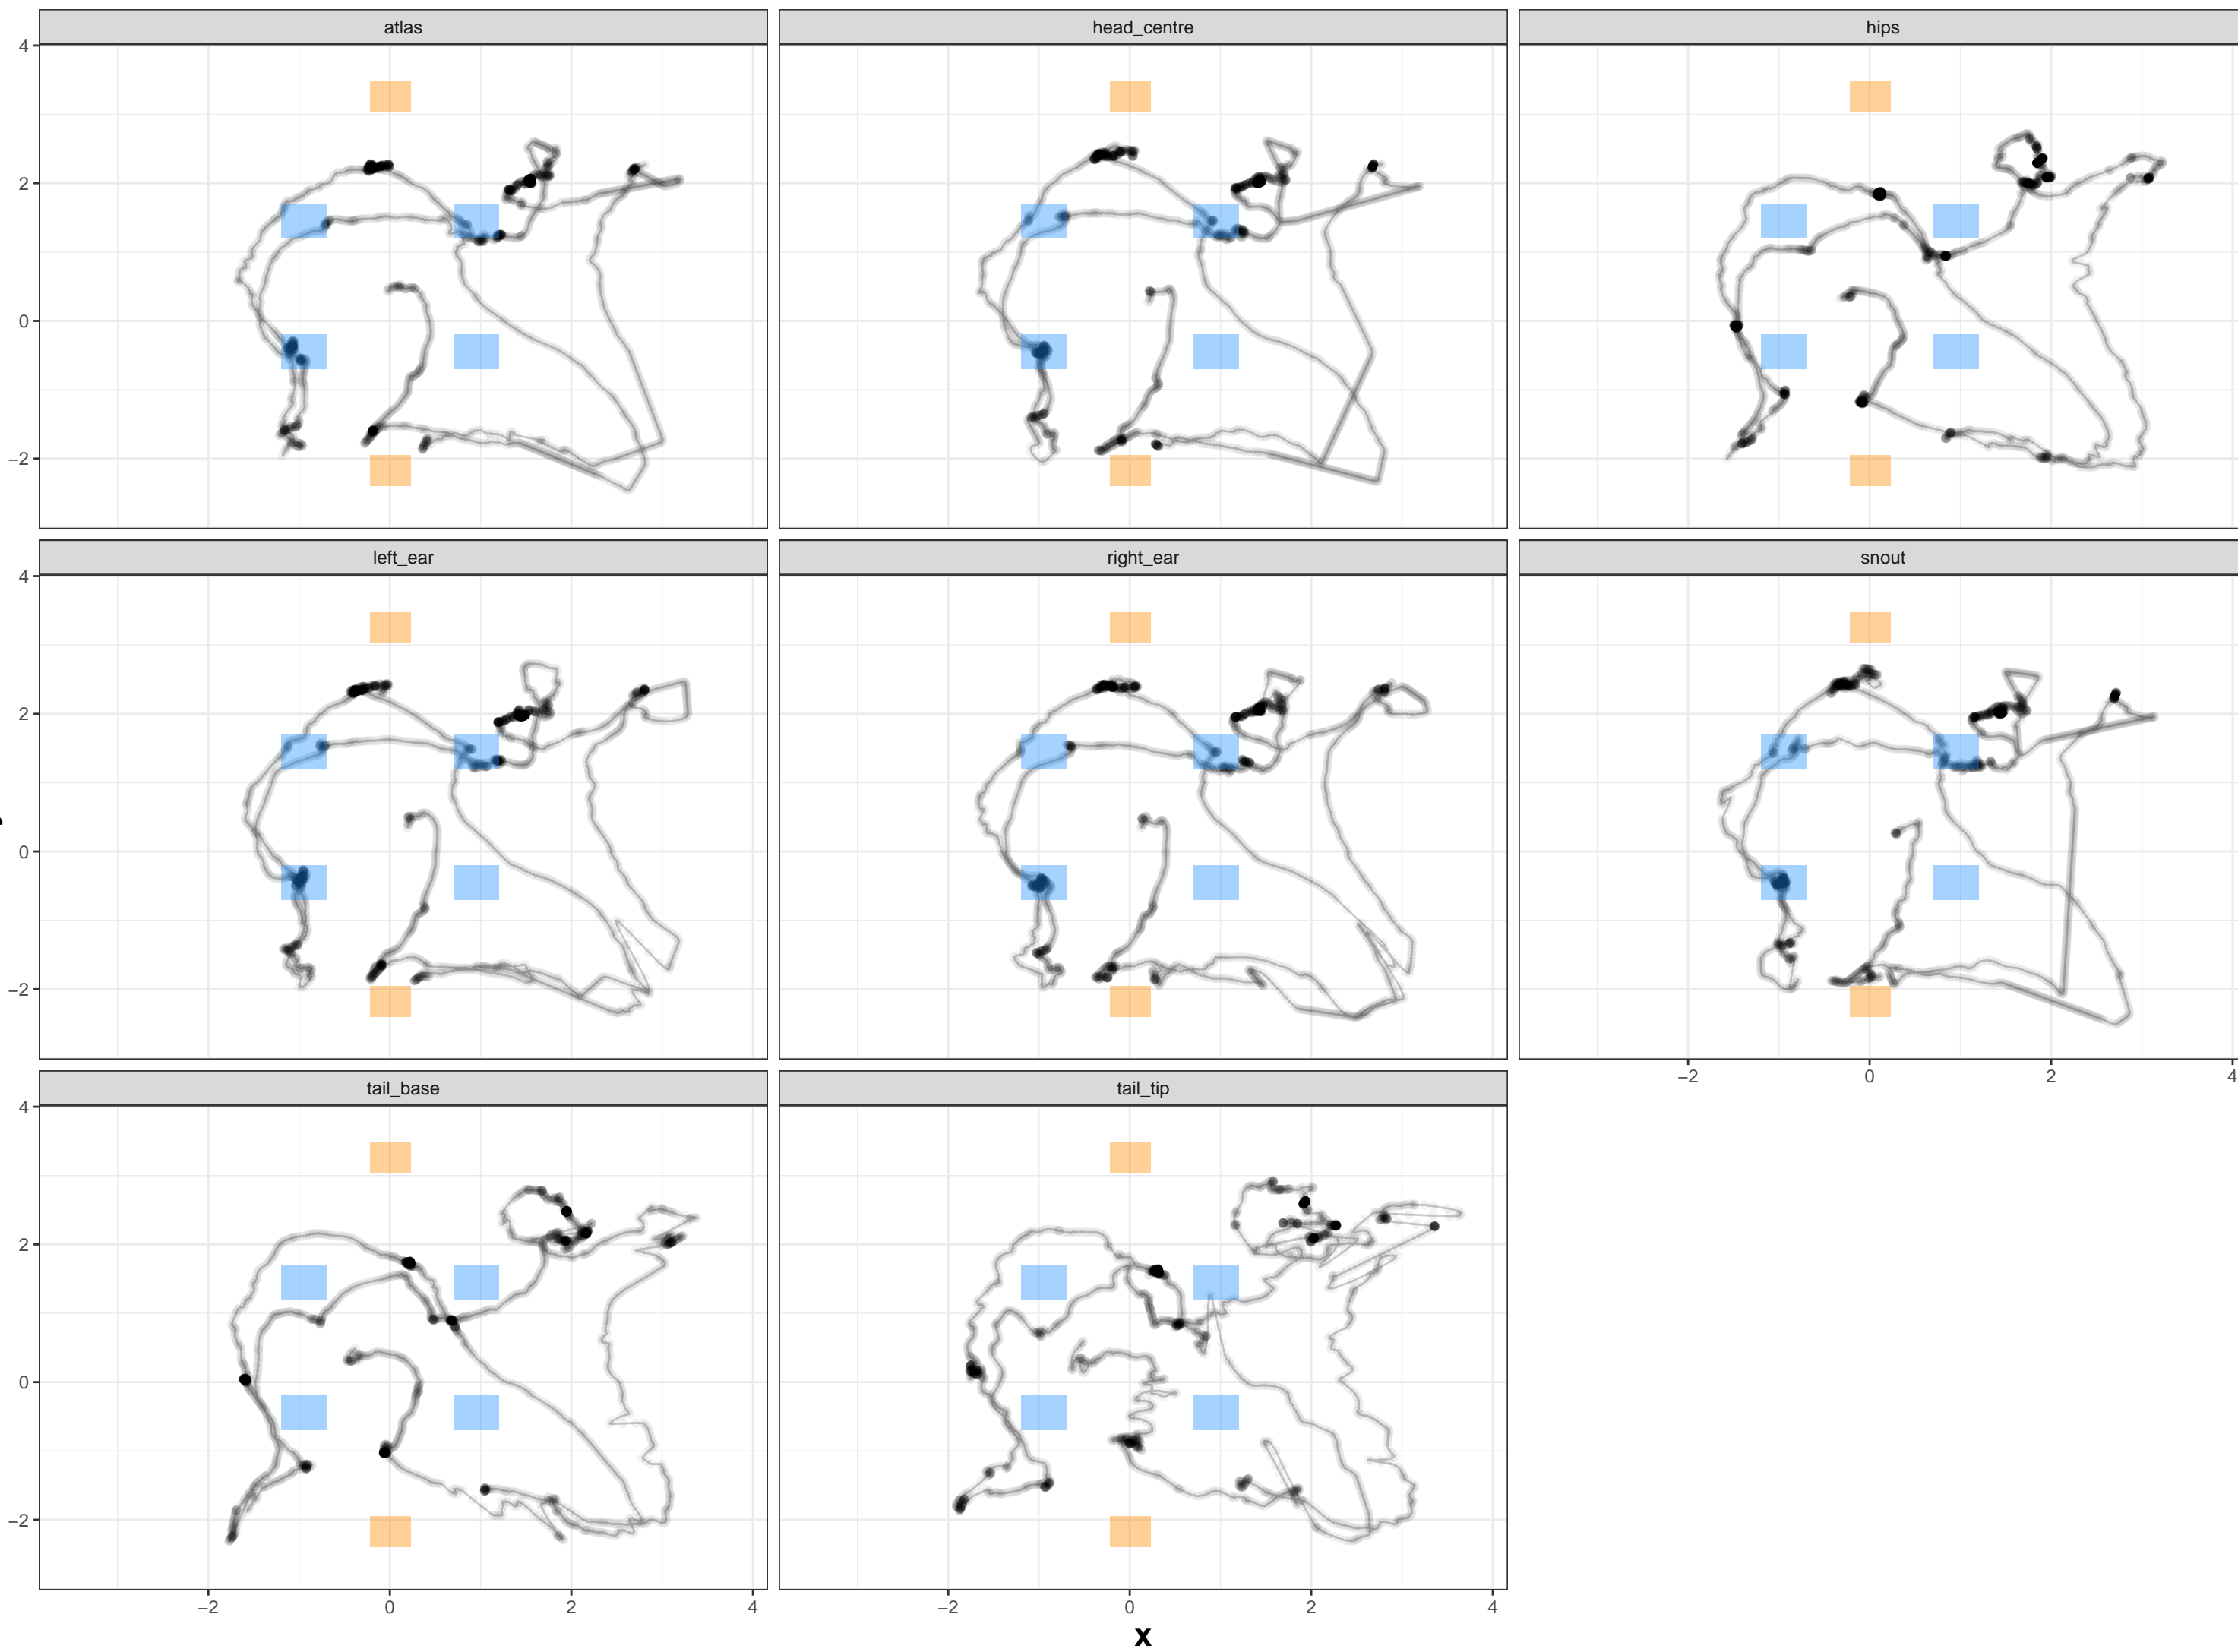 atlas head_centre hips
4
2
0
−2
left_ear right_ear snout
4
2
0
−2
−2 0 2 4
tail_base tail_tip
4
2
0
−2
−2 0 2 4 −2 0 2 4
x